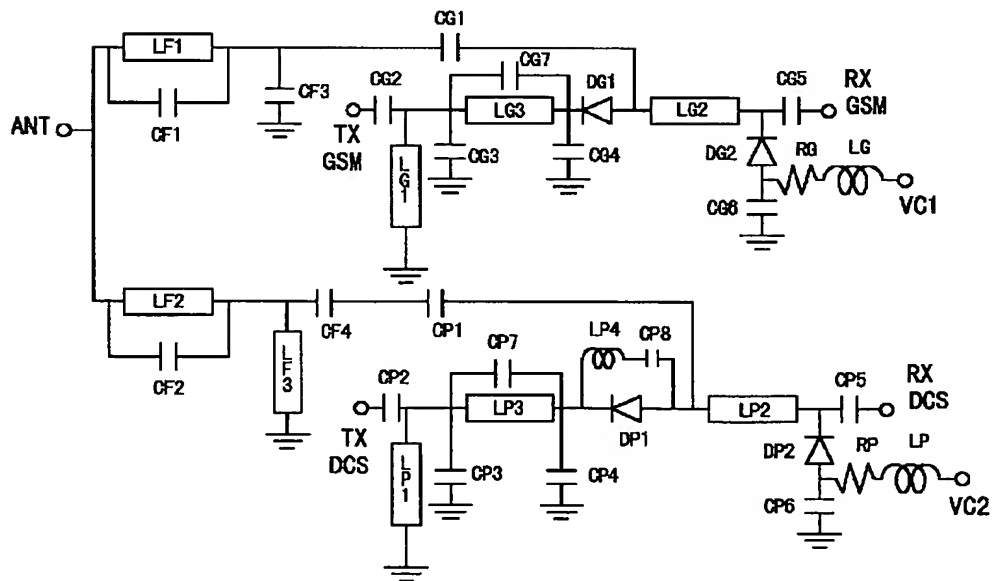 CG1
LF1
CF1
CF3
ANT
CG2
CG7
DG1
LG3
TX
GSM
LG1
CG3
CG4
LG2
CG5
RX
GSM
DG2
RG
LG
CG6
VC1
LF2
CF2
LF3
CF4
CP1
CP2
CP7
LP4
CP8
LP3
DP1
TX
DCS
LP1
CP3
CP4
LP2
CP5
RX
DCS
DP2
RP
LP
CP6
VC2